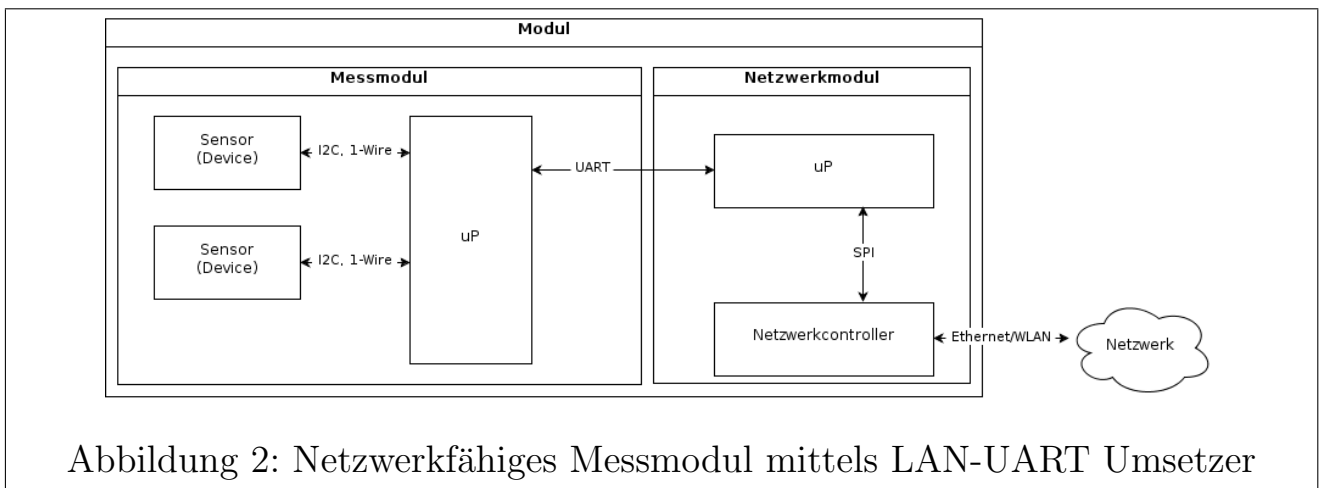 Modul
Messmodul
Netzwerkmodul
Sensor
(Device)
I2C, 1-Wire
uP
UART
uP
Sensor
(Device)
I2C, 1-Wire
SPI
Netzwerkcontroller
Ethernet/WLAN
Netzwerk
Abbildung 2: Netzwerkfähiges Messmodul mittels LAN-UART Umsetzer